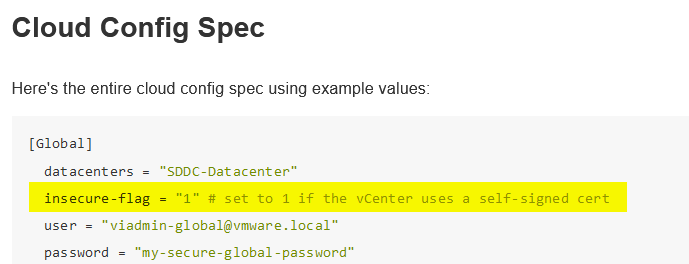 Cloud Config Spec
Here's the entire cloud config spec using example values:
[Global]
datacenters = "SDDC-Datacenter"
insecure-flag = "1" # set to 1 if the vCenter uses a self-signed cert
user = "viadmin-global@vmware.local"
password = "my-secure-global-password"